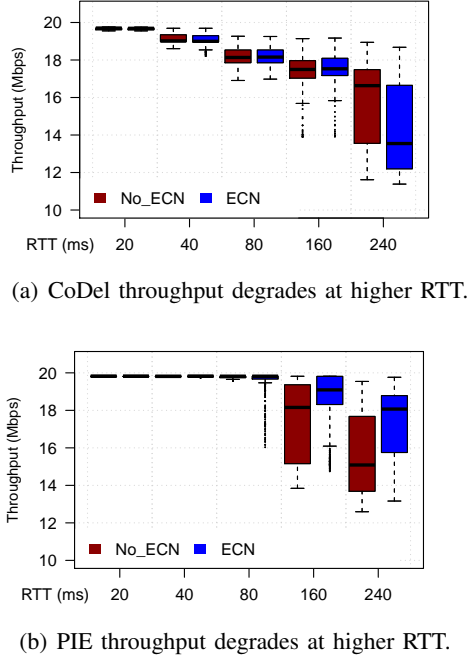 20
18
16
14
12
10
Throughput (Mbps)
No_ECN ECN
RTT (ms)
20 40 80 160 240
(a) CoDel throughput degrades at higher RTT.
20
18
16
14
12
10
Throughput (Mbps)
No_ECN ECN
RTT (ms)
20 40 80 160 240
(b) PIE throughput degrades at higher RTT.